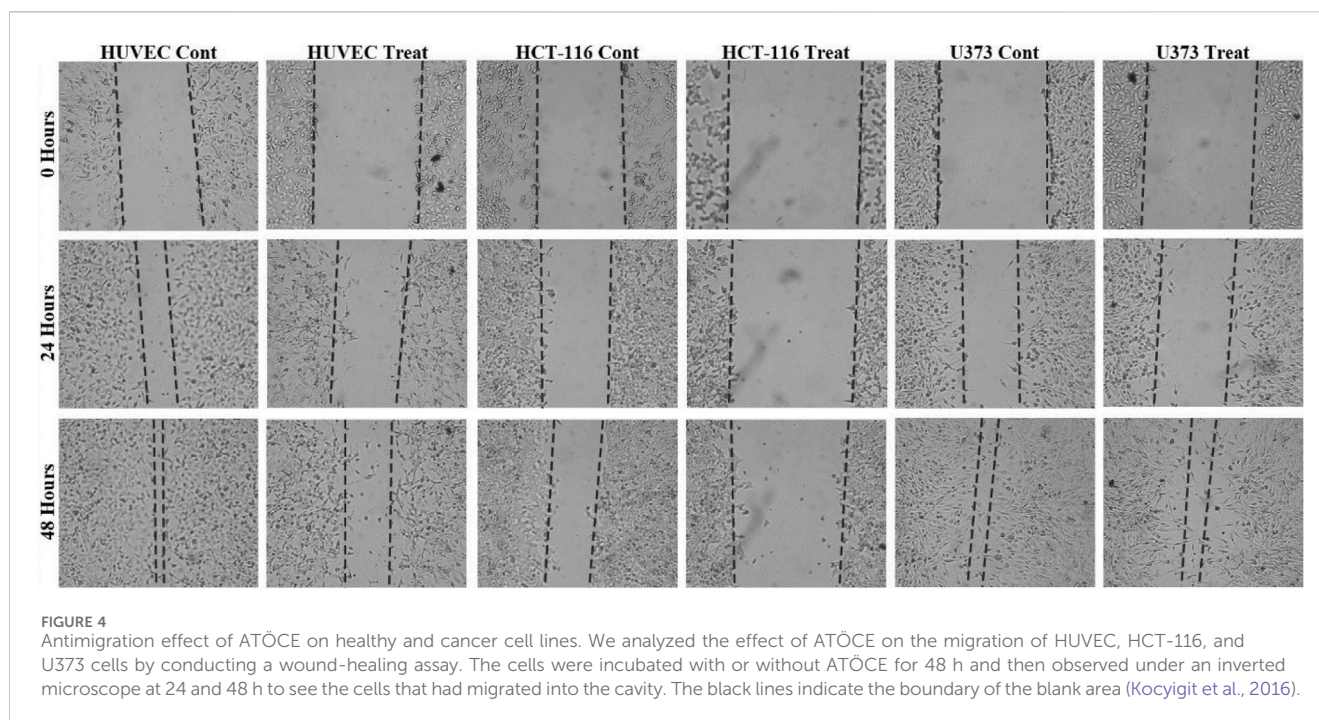 HUVEC Cont HUVEC Treat HCT-116 Cont HCT-116 Treat U373 Cont U373 Treat
0 Hours
24 Hours
48 Hours
FIGURE 4
Antimigration effect of ATÖCE on healthy and cancer cell lines. We analyzed the effect of ATÖCE on the migration of HUVEC, HCT-116, and
U373 cells by conducting a wound-healing assay. The cells were incubated with or without ATÖCE for 48 h and then observed under an inverted
microscope at 24 and 48 h to see the cells that had migrated into the cavity. The black lines indicate the boundary of the blank area (Kocyigit et al., 2016).